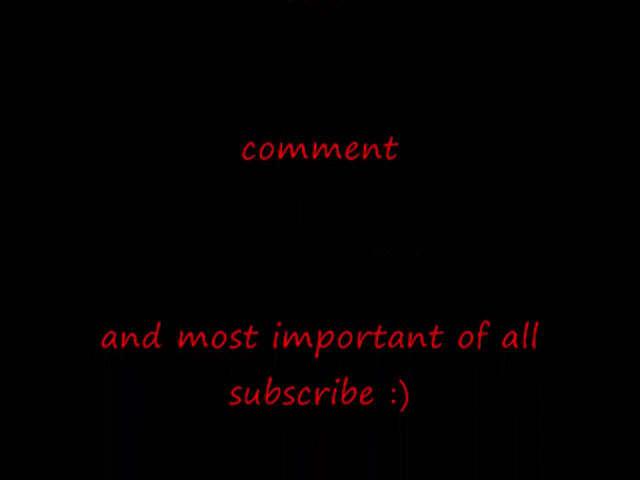 comment
and most important of all
subscribe :)